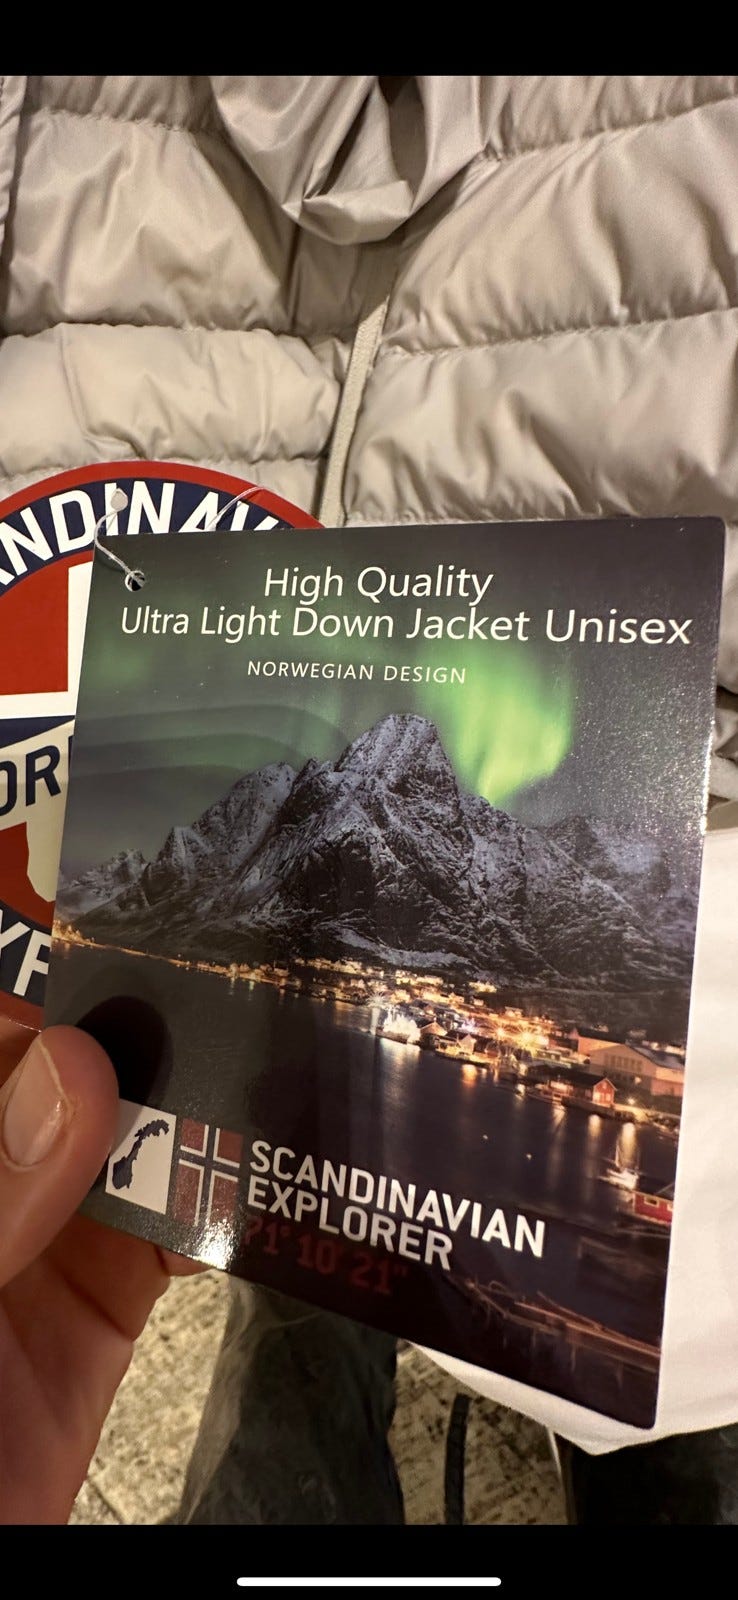 High Quality
Ultra Light Down Jacket Unisex
NORWEGIAN DESIGN
SCANDINAVIAN
EXPLORER
71° 10' 21"